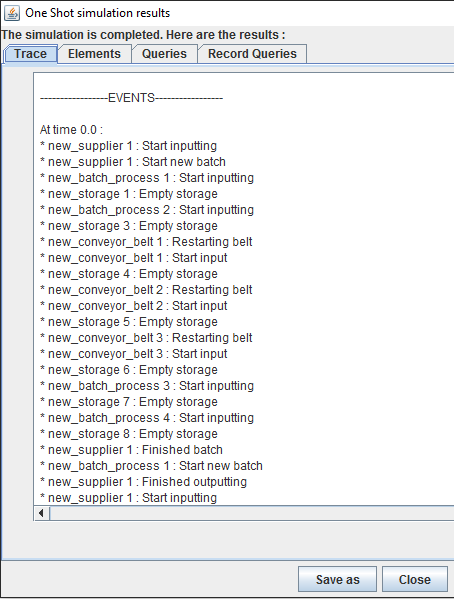 One Shot simulation results
The simulation is completed. Here are the results :
Trace Elements Queries Record Queries
-----------------EVENTS-----------------
At time 0.0 :
* new_supplier 1 : Start inputting
* new_supplier 1 : Start new batch
* new_batch_process 1 : Start inputting
* new_storage 1 : Empty storage
* new_batch_process 2 : Start inputting
* new_storage 3 : Empty storage
* new_conveyor_belt 1 : Restarting belt
* new_conveyor_belt 1 : Start input
* new_storage 4 : Empty storage
* new_conveyor_belt 2 : Restarting belt
* new_conveyor_belt 2 : Start input
* new_storage 5 : Empty storage
* new_conveyor_belt 3 : Restarting belt
* new_conveyor_belt 3 : Start input
* new_storage 6 : Empty storage
* new_batch_process 3 : Start inputting
* new_storage 7 : Empty storage
* new_batch_process 4 : Start inputting
* new_storage 8 : Empty storage
* new_supplier 1 : Finished batch
* new_batch_process 1 : Start new batch
* new_supplier 1 : Finished outputting
* new_supplier 1 : Start inputting
Save as Close